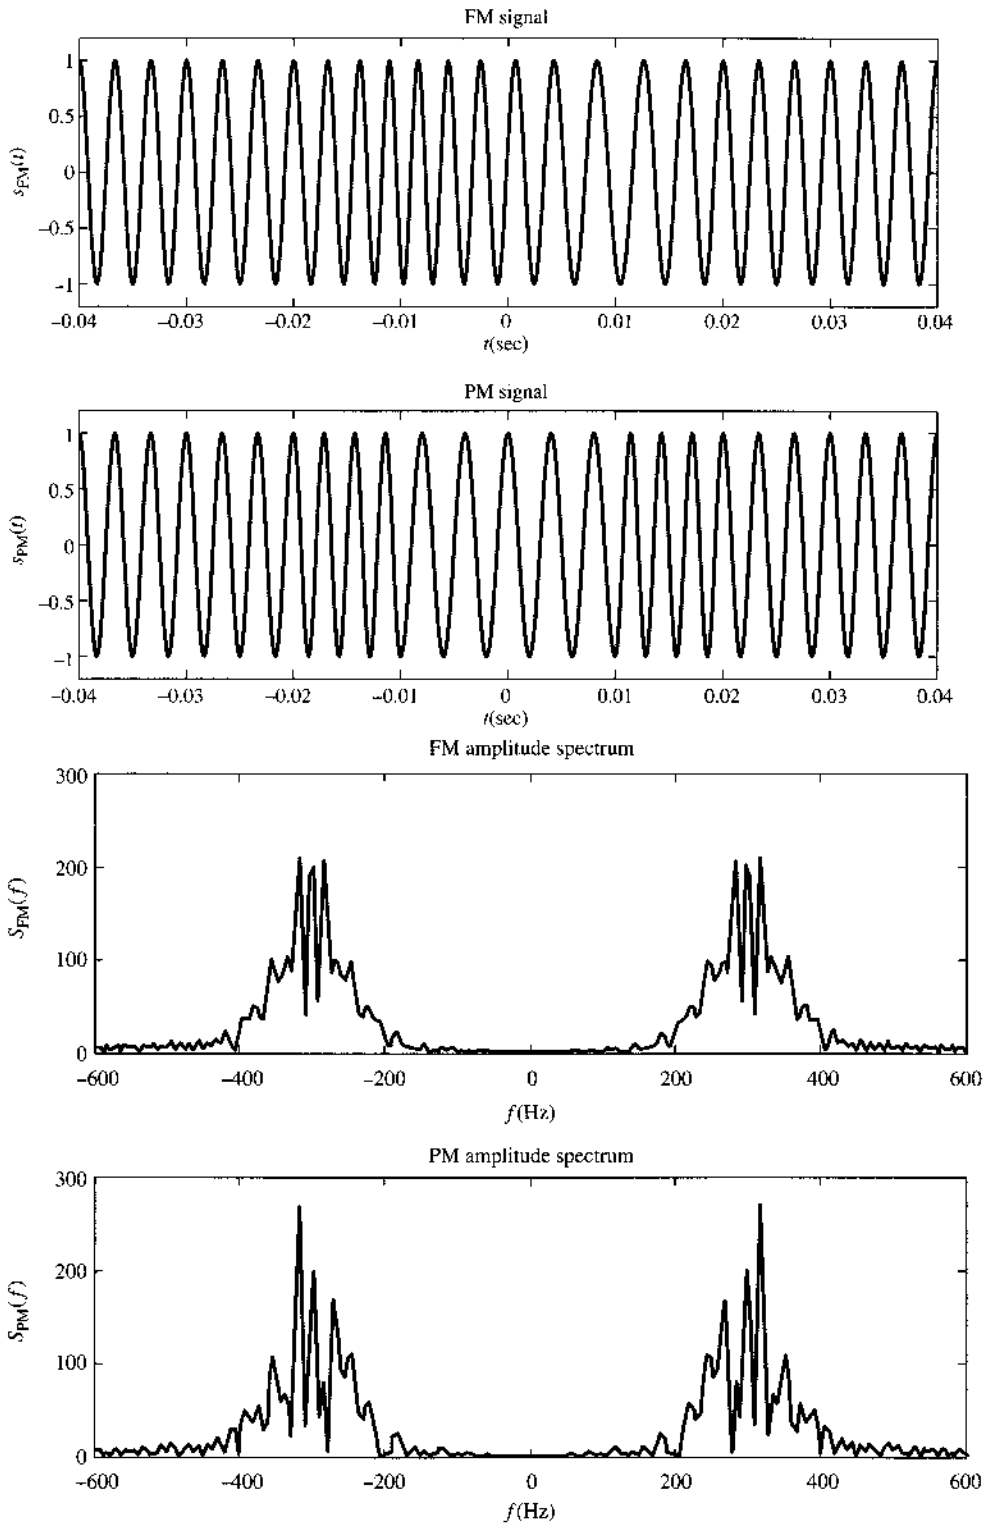 FM signal
1
0.5
0
−0.5
−1
s_FM(t)
−0.04 −0.03 −0.02 −0.01 0 0.01 0.02 0.03 0.04
t(sec)
PM signal
1
0.5
0
−0.5
−1
s_PM(t)
−0.04 −0.03 −0.02 −0.01 0 0.01 0.02 0.03 0.04
t(sec)
FM amplitude spectrum
300
200
100
0
S_FM(f)
−600 −400 −200 0 200 400 600
f(Hz)
PM amplitude spectrum
300
200
100
0
S_PM(f)
−600 −400 −200 0 200 400 600
f(Hz)